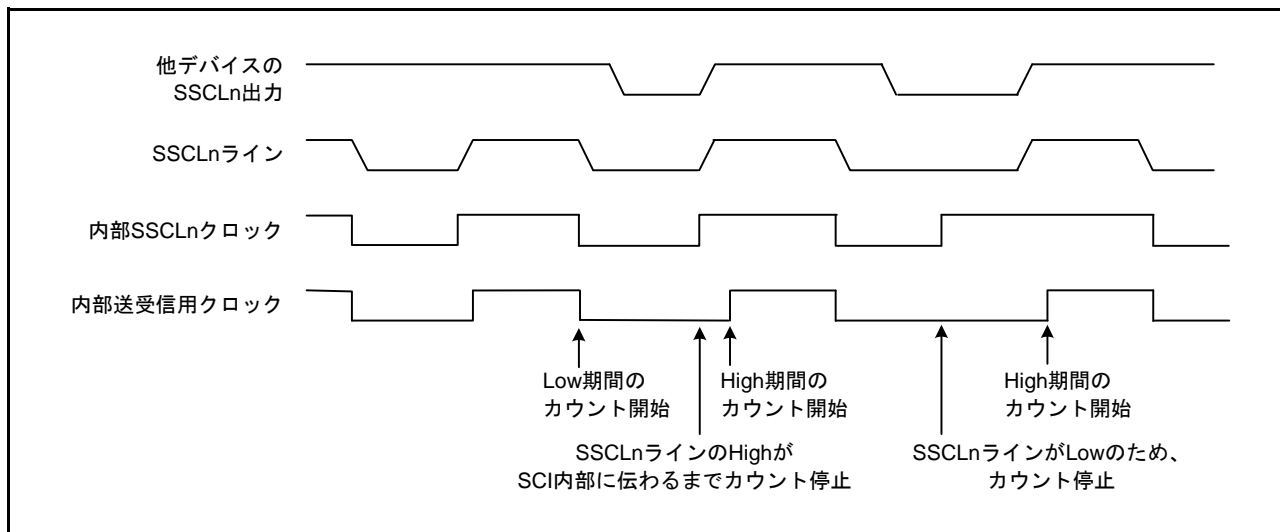 他デバイスの
SSCLn出力
SSCLnライン
内部SSCLnクロック
内部送受信用クロック
Low期間の
カウント開始
High期間の
カウント開始
High期間の
カウント開始
SSCLnラインのHighが
SCI内部に伝わるまでカウント停止
SSCLnラインがLowのため、
カウント停止